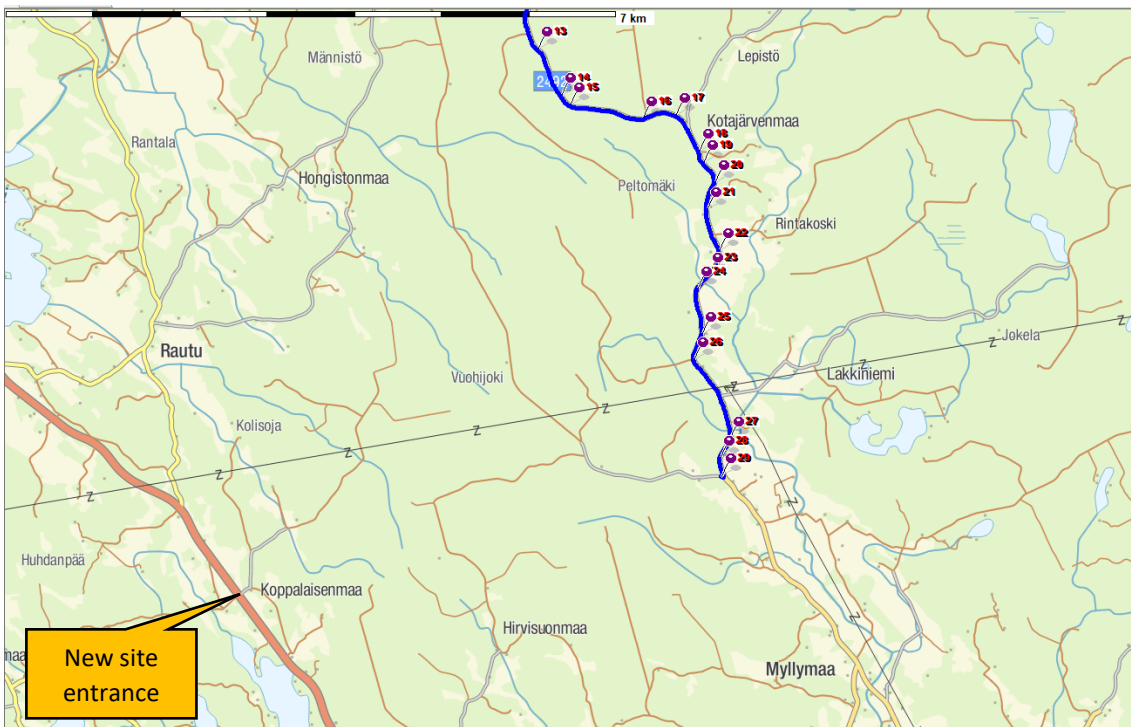 7 km
13
Männistö
Lepistö
14
2492
15
16
17
Kotajärvenmaa
18
19
Rantala
20
Hongistonmaa
Peltomäki
21
Rintakoski
22
23
24
25
Jokela
Z
Rautu
26
Z
Z
Vuohijoki
Lakkiniemi
Z
Z
27
Kolisoja
Z
28
Z
29
Z
Z
Huhdanpää
Koppalaisenmaa
Z
Hirvisuonmaa
maa
New site
entrance
Myllymaa